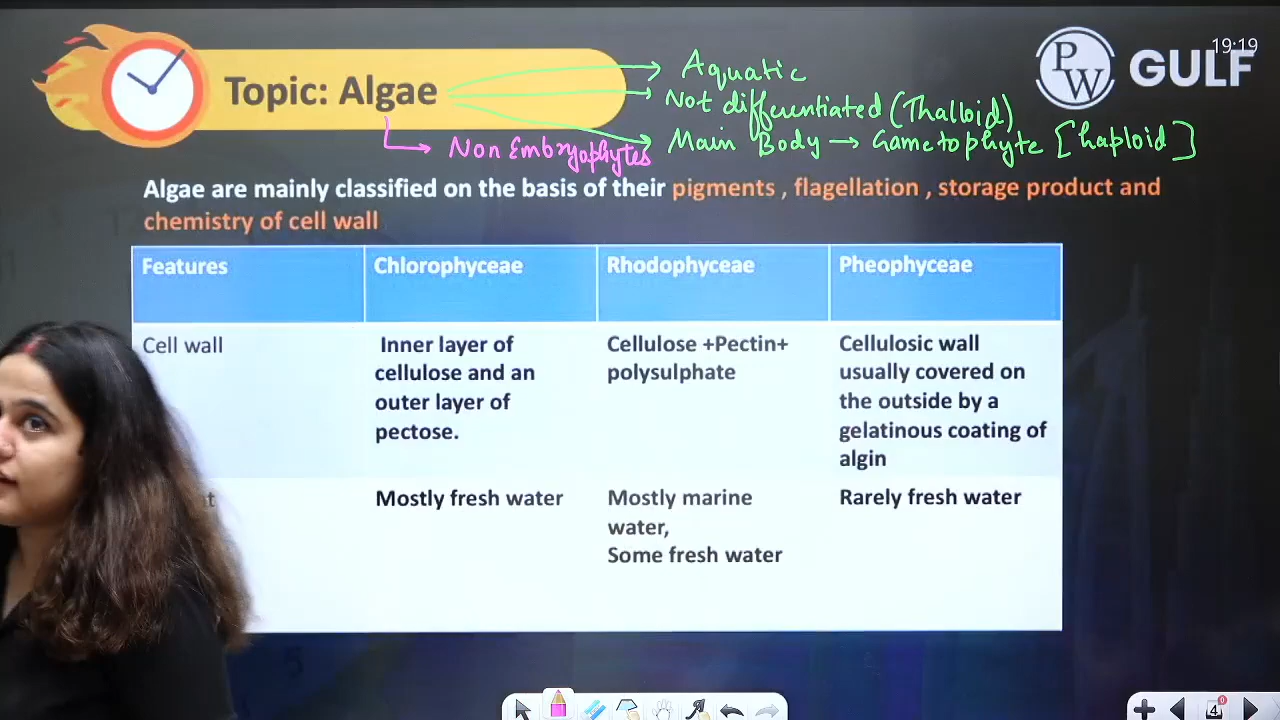 19:19
PW GULF
Topic: Algae
Aquatic
Not differentiated (Thalloid)
Main Body → Gametophyte [haploid]
Non Embryophytes
Algae are mainly classified on the basis of their pigments , flagellation , storage product and
chemistry of cell wall
Features Chlorophyceae Rhodophyceae Pheophyceae
Cell wall
Inner layer of
cellulose and an
outer layer of
pectose.
Cellulose +Pectin+
polysulphate
Cellulosic wall
usually covered on
the outside by a
gelatinous coating of
algin
Mostly fresh water
Mostly marine
water,
Some fresh water
Rarely fresh water
4